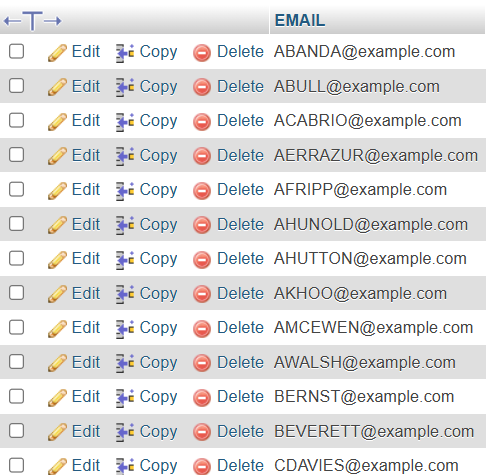 EMAIL
Edit Copy Delete ABANDA@example.com
Edit Copy Delete ABULL@example.com
Edit Copy Delete ACABRIO@example.com
Edit Copy Delete AERRAZUR@example.com
Edit Copy Delete AFRIPP@example.com
Edit Copy Delete AHUNOLD@example.com
Edit Copy Delete AHUTTON@example.com
Edit Copy Delete AKHOO@example.com
Edit Copy Delete AMCEWEN@example.com
Edit Copy Delete AWALSH@example.com
Edit Copy Delete BERNST@example.com
Edit Copy Delete BEVERETT@example.com
Edit Copy Delete CDAVIES@example.com